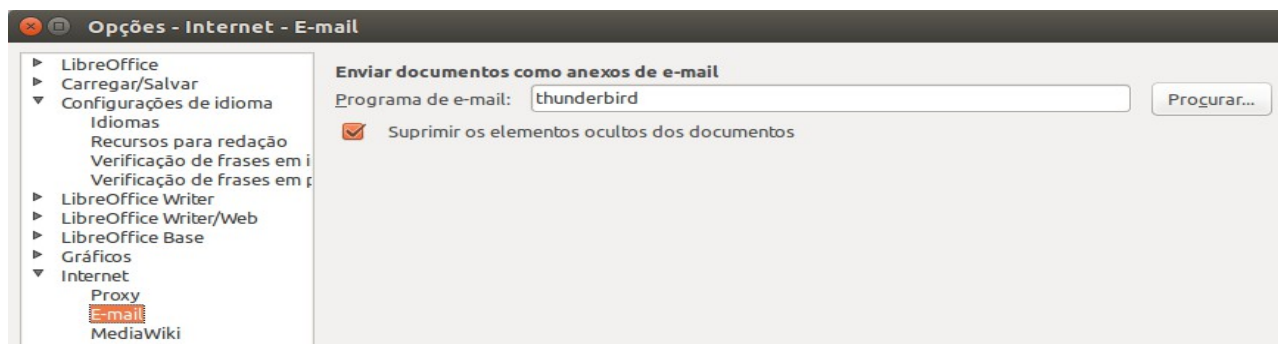 Opções - Internet - E-mail
LibreOffice
Carregar/Salvar
Configurações de idioma
Idiomas
Recursos para redação
Verificação de frases em i
Verificação de frases em p
LibreOffice Writer
LibreOffice Writer/Web
LibreOffice Base
Gráficos
Internet
Proxy
E-mail
MediaWiki
Enviar documentos como anexos de e-mail
Programa de e-mail: thunderbird Procurar...
Suprimir os elementos ocultos dos documentos